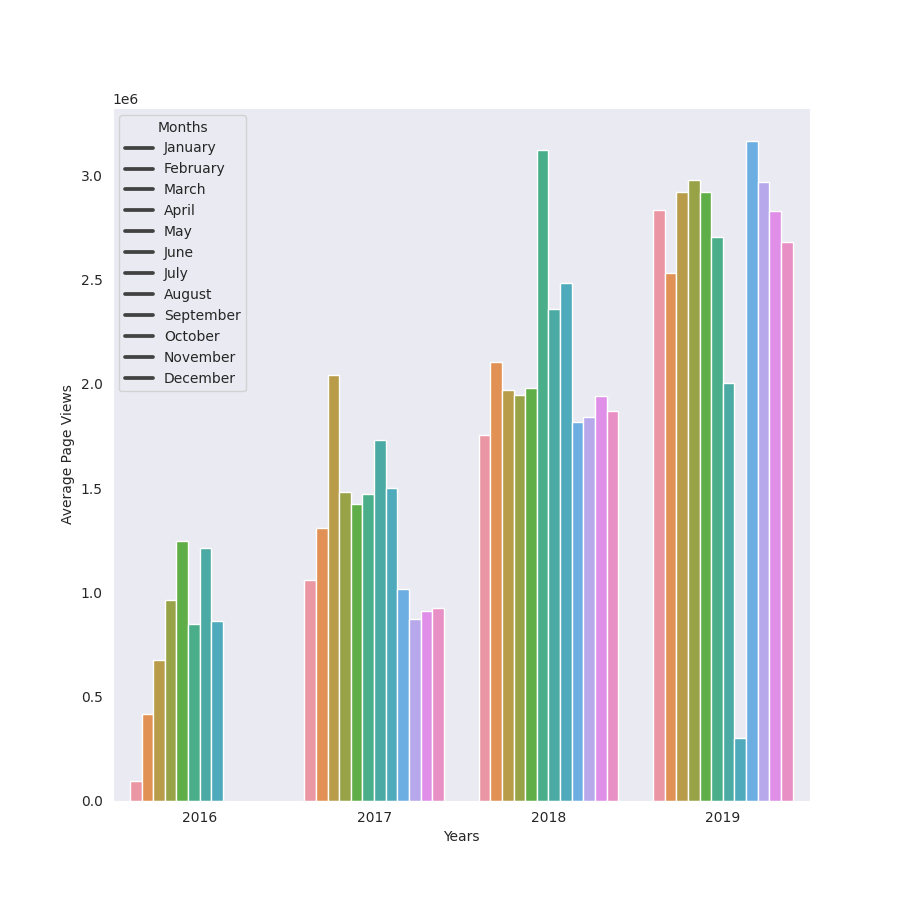 1e6
Months
January
February
March
April
May
June
July
August
September
October
November
December
3.0
2.5
2.0
1.5
1.0
0.5
0.0
Average Page Views
2016 2017 2018 2019
Years